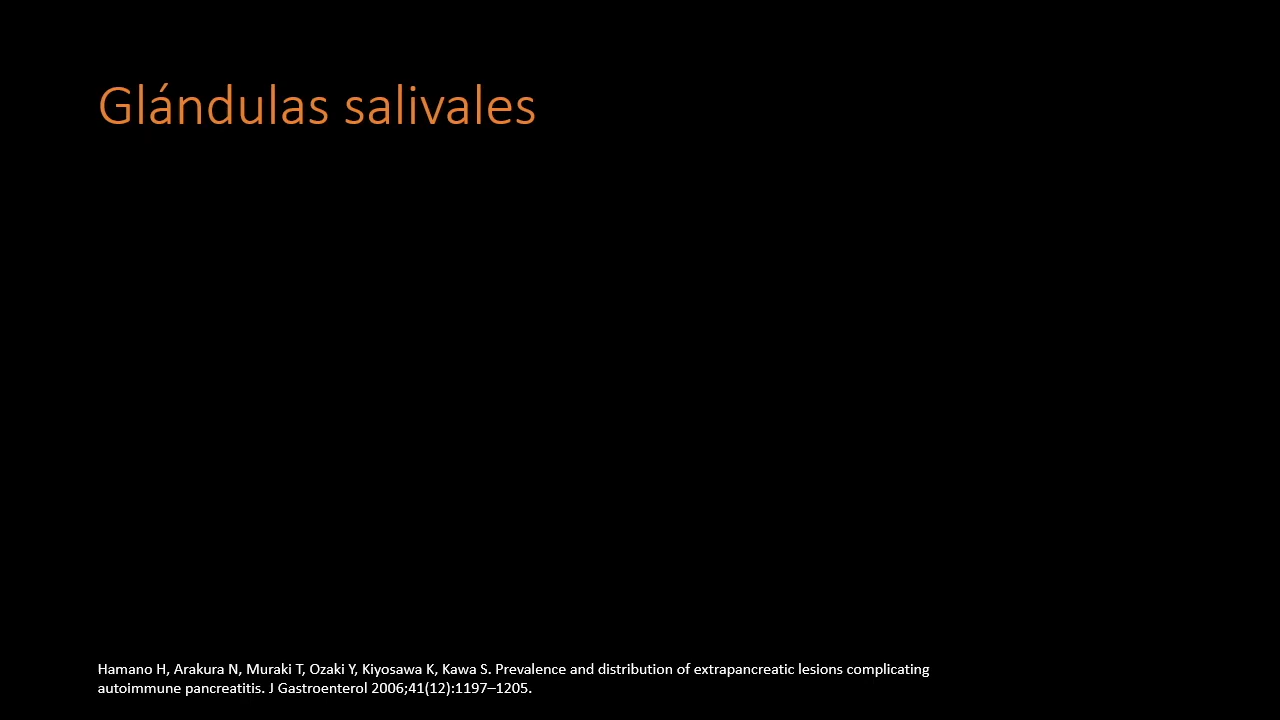 Glándulas salivales
Hamano H, Arakura N, Muraki T, Ozaki Y, Kiyosawa K, Kawa S. Prevalence and distribution of extrapancreatic lesions complicating
autoimmune pancreatitis. J Gastroenterol 2006;41(12):1197–1205.